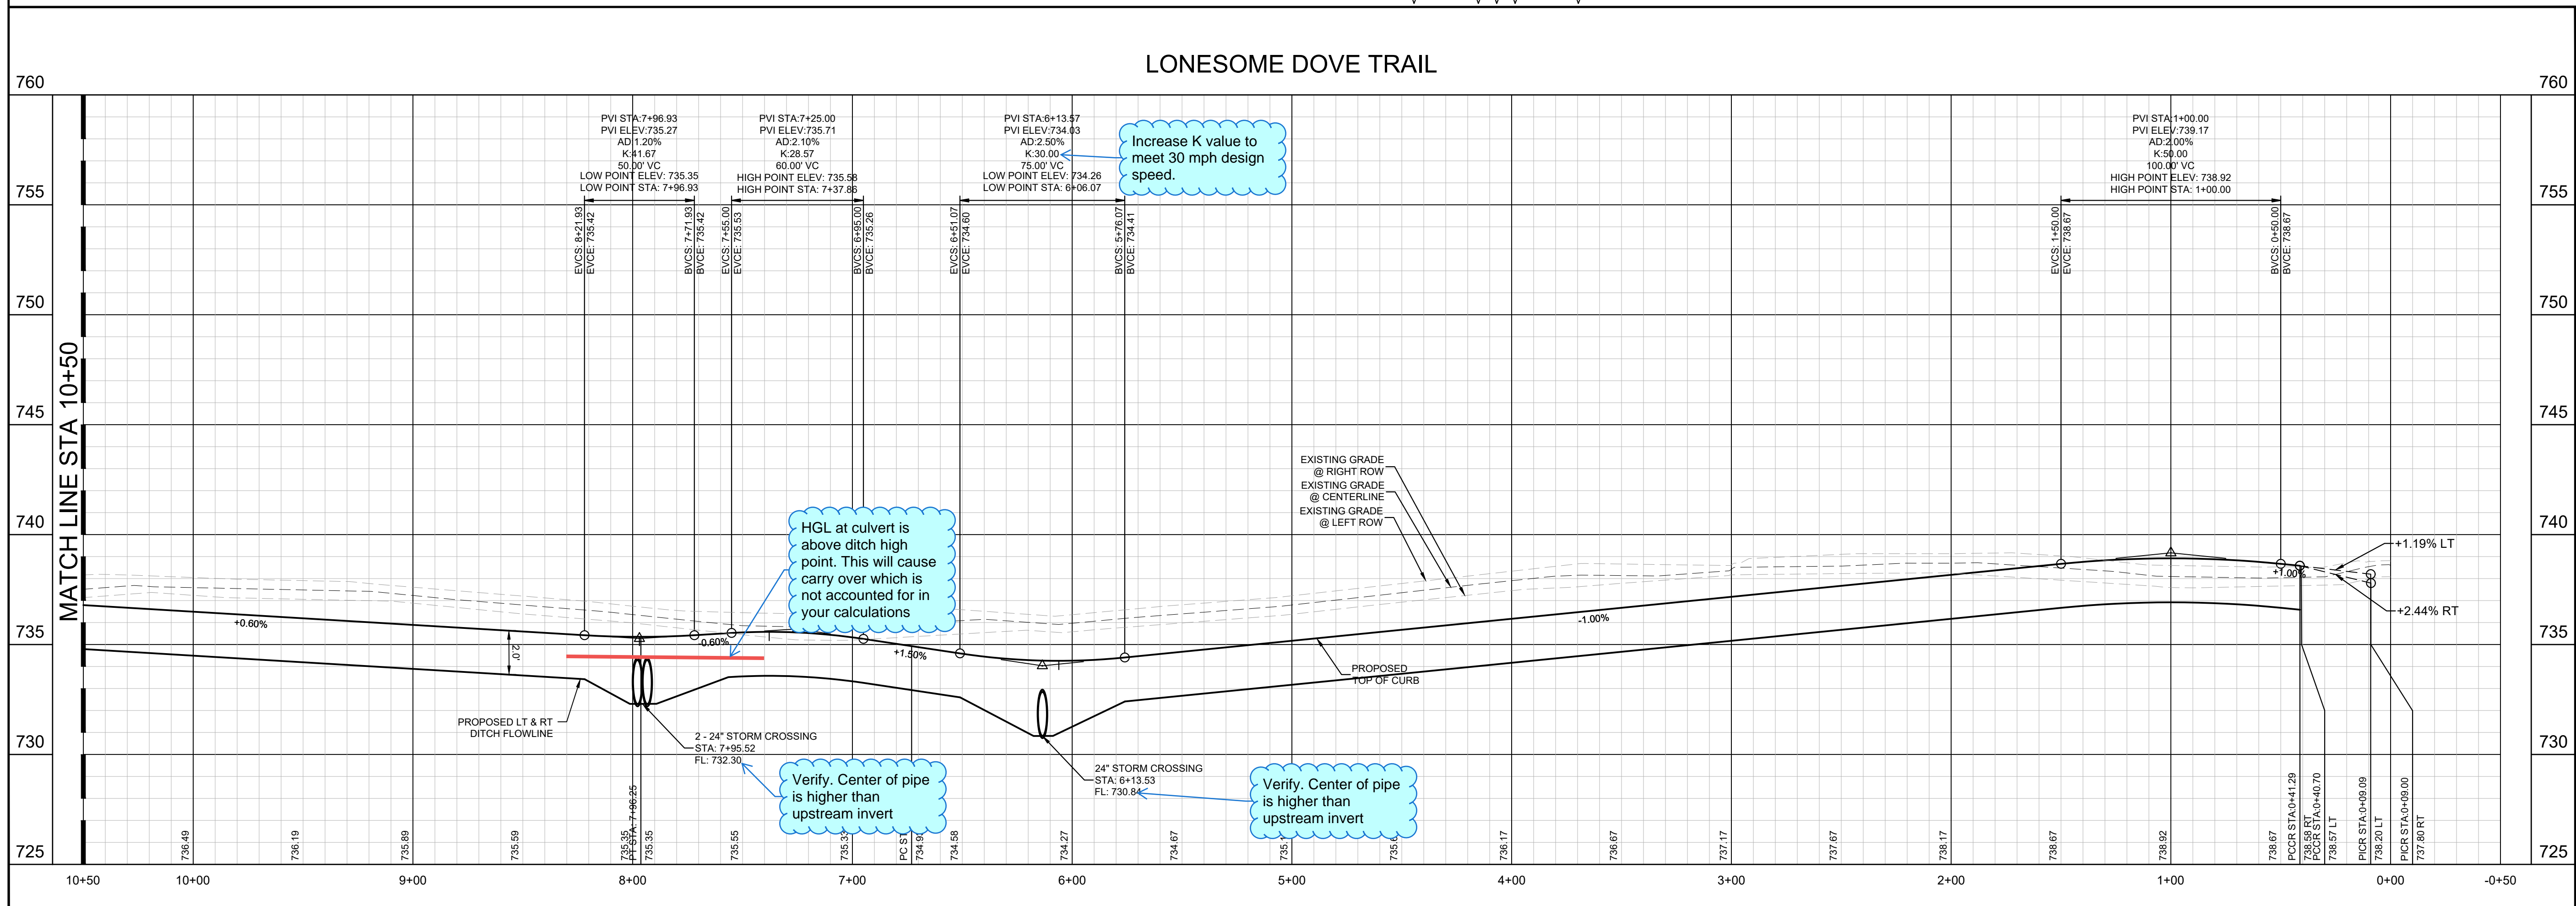 LONESOME DOVE TRAIL
760
760
755
755
750
750
745
745
740
740
735
735
730
730
725
725
MATCH LINE STA 10+50
PVI STA:7+96.93
PVI ELEV:735.27
AD:1.20%
K:41.67
50.00' VC
LOW POINT ELEV: 735.35
LOW POINT STA: 7+96.93
PVI STA:7+25.00
PVI ELEV:735.71
AD:2.10%
K:28.57
60.00' VC
HIGH POINT ELEV: 735.58
HIGH POINT STA: 7+37.86
PVI STA:6+13.57
PVI ELEV:734.03
AD:2.50%
K:30.00
75.00' VC
LOW POINT ELEV: 734.26
LOW POINT STA: 6+06.07
Increase K value to
meet 30 mph design
speed.
PVI STA:1+00.00
PVI ELEV:739.17
AD:2.00%
K:50.00
100.00' VC
HIGH POINT ELEV: 738.92
HIGH POINT STA: 1+00.00
EVCS: 8+21.93
EVCE: 735.42
BVCS: 7+71.93
BVCE: 735.42
EVCS: 7+55.00
EVCE: 735.53
BVCS: 6+95.00
BVCE: 735.26
EVCS: 6+51.07
EVCE: 734.60
BVCS: 5+76.07
BVCE: 734.41
EVCS: 1+50.00
EVCE: 738.67
BVCS: 0+50.00
BVCE: 738.67
EXISTING GRADE
@ RIGHT ROW
EXISTING GRADE
@ CENTERLINE
EXISTING GRADE
@ LEFT ROW
HGL at culvert is
above ditch high
point. This will cause
carry over which is
not accounted for in
your calculations
+1.19% LT
+1.00%
+2.44% RT
+0.60%
2.0'
-0.60%
+1.50%
-1.00%
PROPOSED
TOP OF CURB
PROPOSED LT & RT
DITCH FLOWLINE
2 - 24" STORM CROSSING
STA: 7+95.52
FL: 732.30
Verify. Center of pipe
is higher than
upstream invert
24" STORM CROSSING
STA: 6+13.53
FL: 730.84
Verify. Center of pipe
is higher than
upstream invert
736.49
736.19
735.89
735.59
735.35
PT STA: 7+96.25
735.35
735.55
735.33
PC ST
734.9
734.58
734.27
734.67
735.1
735.6
736.17
736.67
737.17
737.67
738.17
738.67
738.92
738.67
PCCR STA:0+41.29
738.58 RT
PCCR STA:0+40.70
738.57 LT
PICR STA:0+09.09
738.20 LT
PICR STA:0+09.00
737.80 RT
10+50
10+00
9+00
8+00
7+00
6+00
5+00
4+00
3+00
2+00
1+00
0+00
-0+50